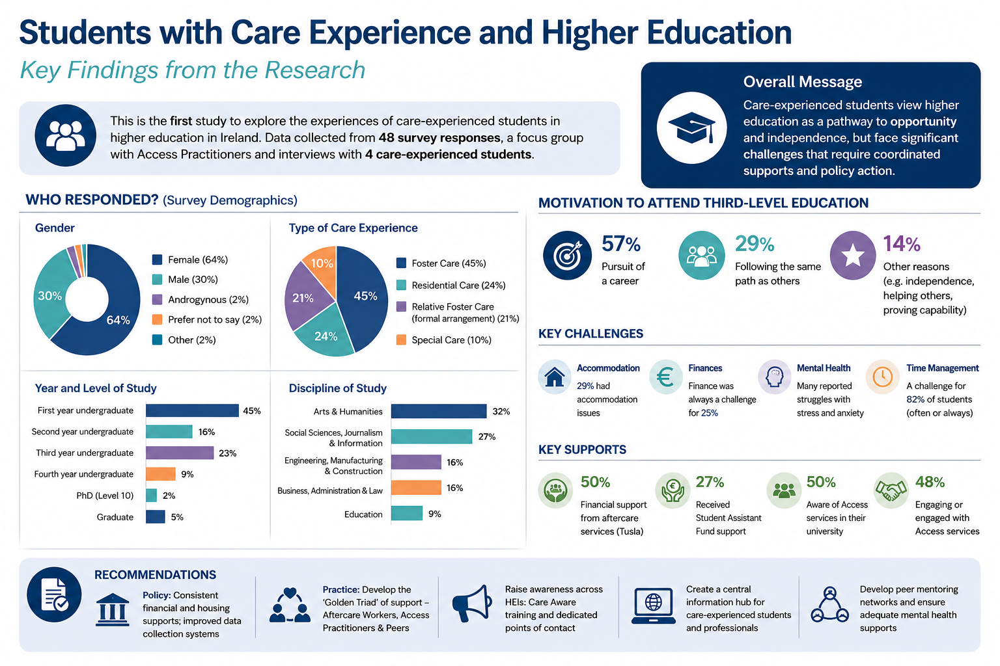 Students with Care Experience and Higher Education
Key Findings from the Research
This is the first study to explore the experiences of care-experienced students in
higher education in Ireland. Data collected from 48 survey responses, a focus group
with Access Practitioners and interviews with 4 care-experienced students.
Overall Message
Care-experienced students view higher
education as a pathway to opportunity
and independence, but face significant
challenges that require coordinated
supports and policy action.
WHO RESPONDED? (Survey Demographics)
Gender
30%
64%
Female (64%)
Male (30%)
Androgynous (2%)
Prefer not to say (2%)
Other (2%)
Type of Care Experience
10%
21%
45%
24%
Foster Care (45%)
Residential Care (24%)
Relative Foster Care
(formal arrangement) (21%)
Special Care (10%)
Year and Level of Study
First year undergraduate 45%
Second year undergraduate 16%
Third year undergraduate 23%
Fourth year undergraduate 9%
PhD (Level 10) 2%
Graduate 5%
Discipline of Study
Arts & Humanities 32%
Social Sciences, Journalism
& Information 27%
Engineering, Manufacturing
& Construction 16%
Business, Administration & Law 16%
Education 9%
MOTIVATION TO ATTEND THIRD-LEVEL EDUCATION
57%
Pursuit of
a career
29%
Following the same
path as others
14%
Other reasons
(e.g. independence,
helping others,
proving capability)
KEY CHALLENGES
Accommodation
29% had
accommodation
issues
€
Finances
Finance was
always a challenge
for 25%
Mental Health
Many reported
struggles with
stress and anxiety
Time Management
A challenge for
82% of students
(often or always)
KEY SUPPORTS
50%
Financial support
from aftercare
services (Tusla)
€
27%
Received
Student Assistant
Fund support
50%
Aware of Access
services in their
university
48%
Engaging or
engaged with
Access services
RECOMMENDATIONS
Policy: Consistent
financial and housing
supports; improved data
collection systems
Practice: Develop the
'Golden Triad' of support –
Aftercare Workers, Access
Practitioners & Peers
Raise awareness across
HEIs: Care Aware
training and dedicated
points of contact
Create a central
information hub for
care-experienced students
and professionals
Develop peer mentoring
networks and ensure
adequate mental health
supports